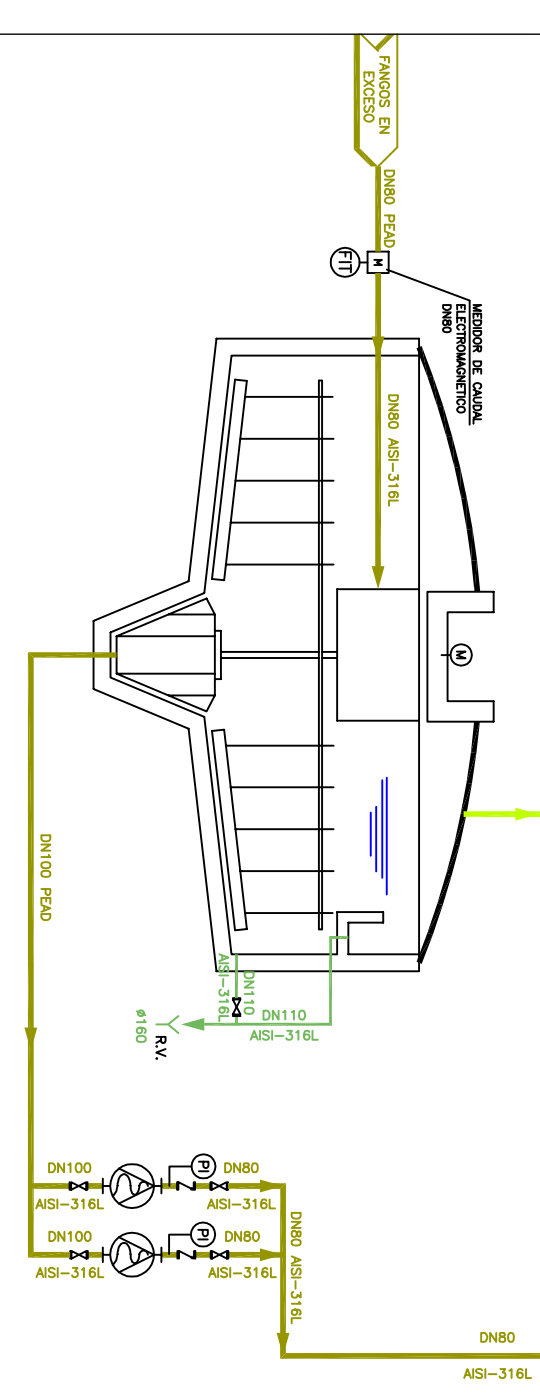 FANGOS EN
EXCESO
DN80 PEAD
M
FIT
MEDIDOR DE CAUDAL
ELECTROMAGNETICO
DN80
DN80 AISI-316L
M
DN100 PEAD
DN110
AISI-316L
DN110
AISI-316L
R.V.
ø160
DN100
AISI-316L
PI
DN80
AISI-316L
DN100
AISI-316L
PI
DN80
AISI-316L
DN80 AISI-316L
DN80
AISI-316L